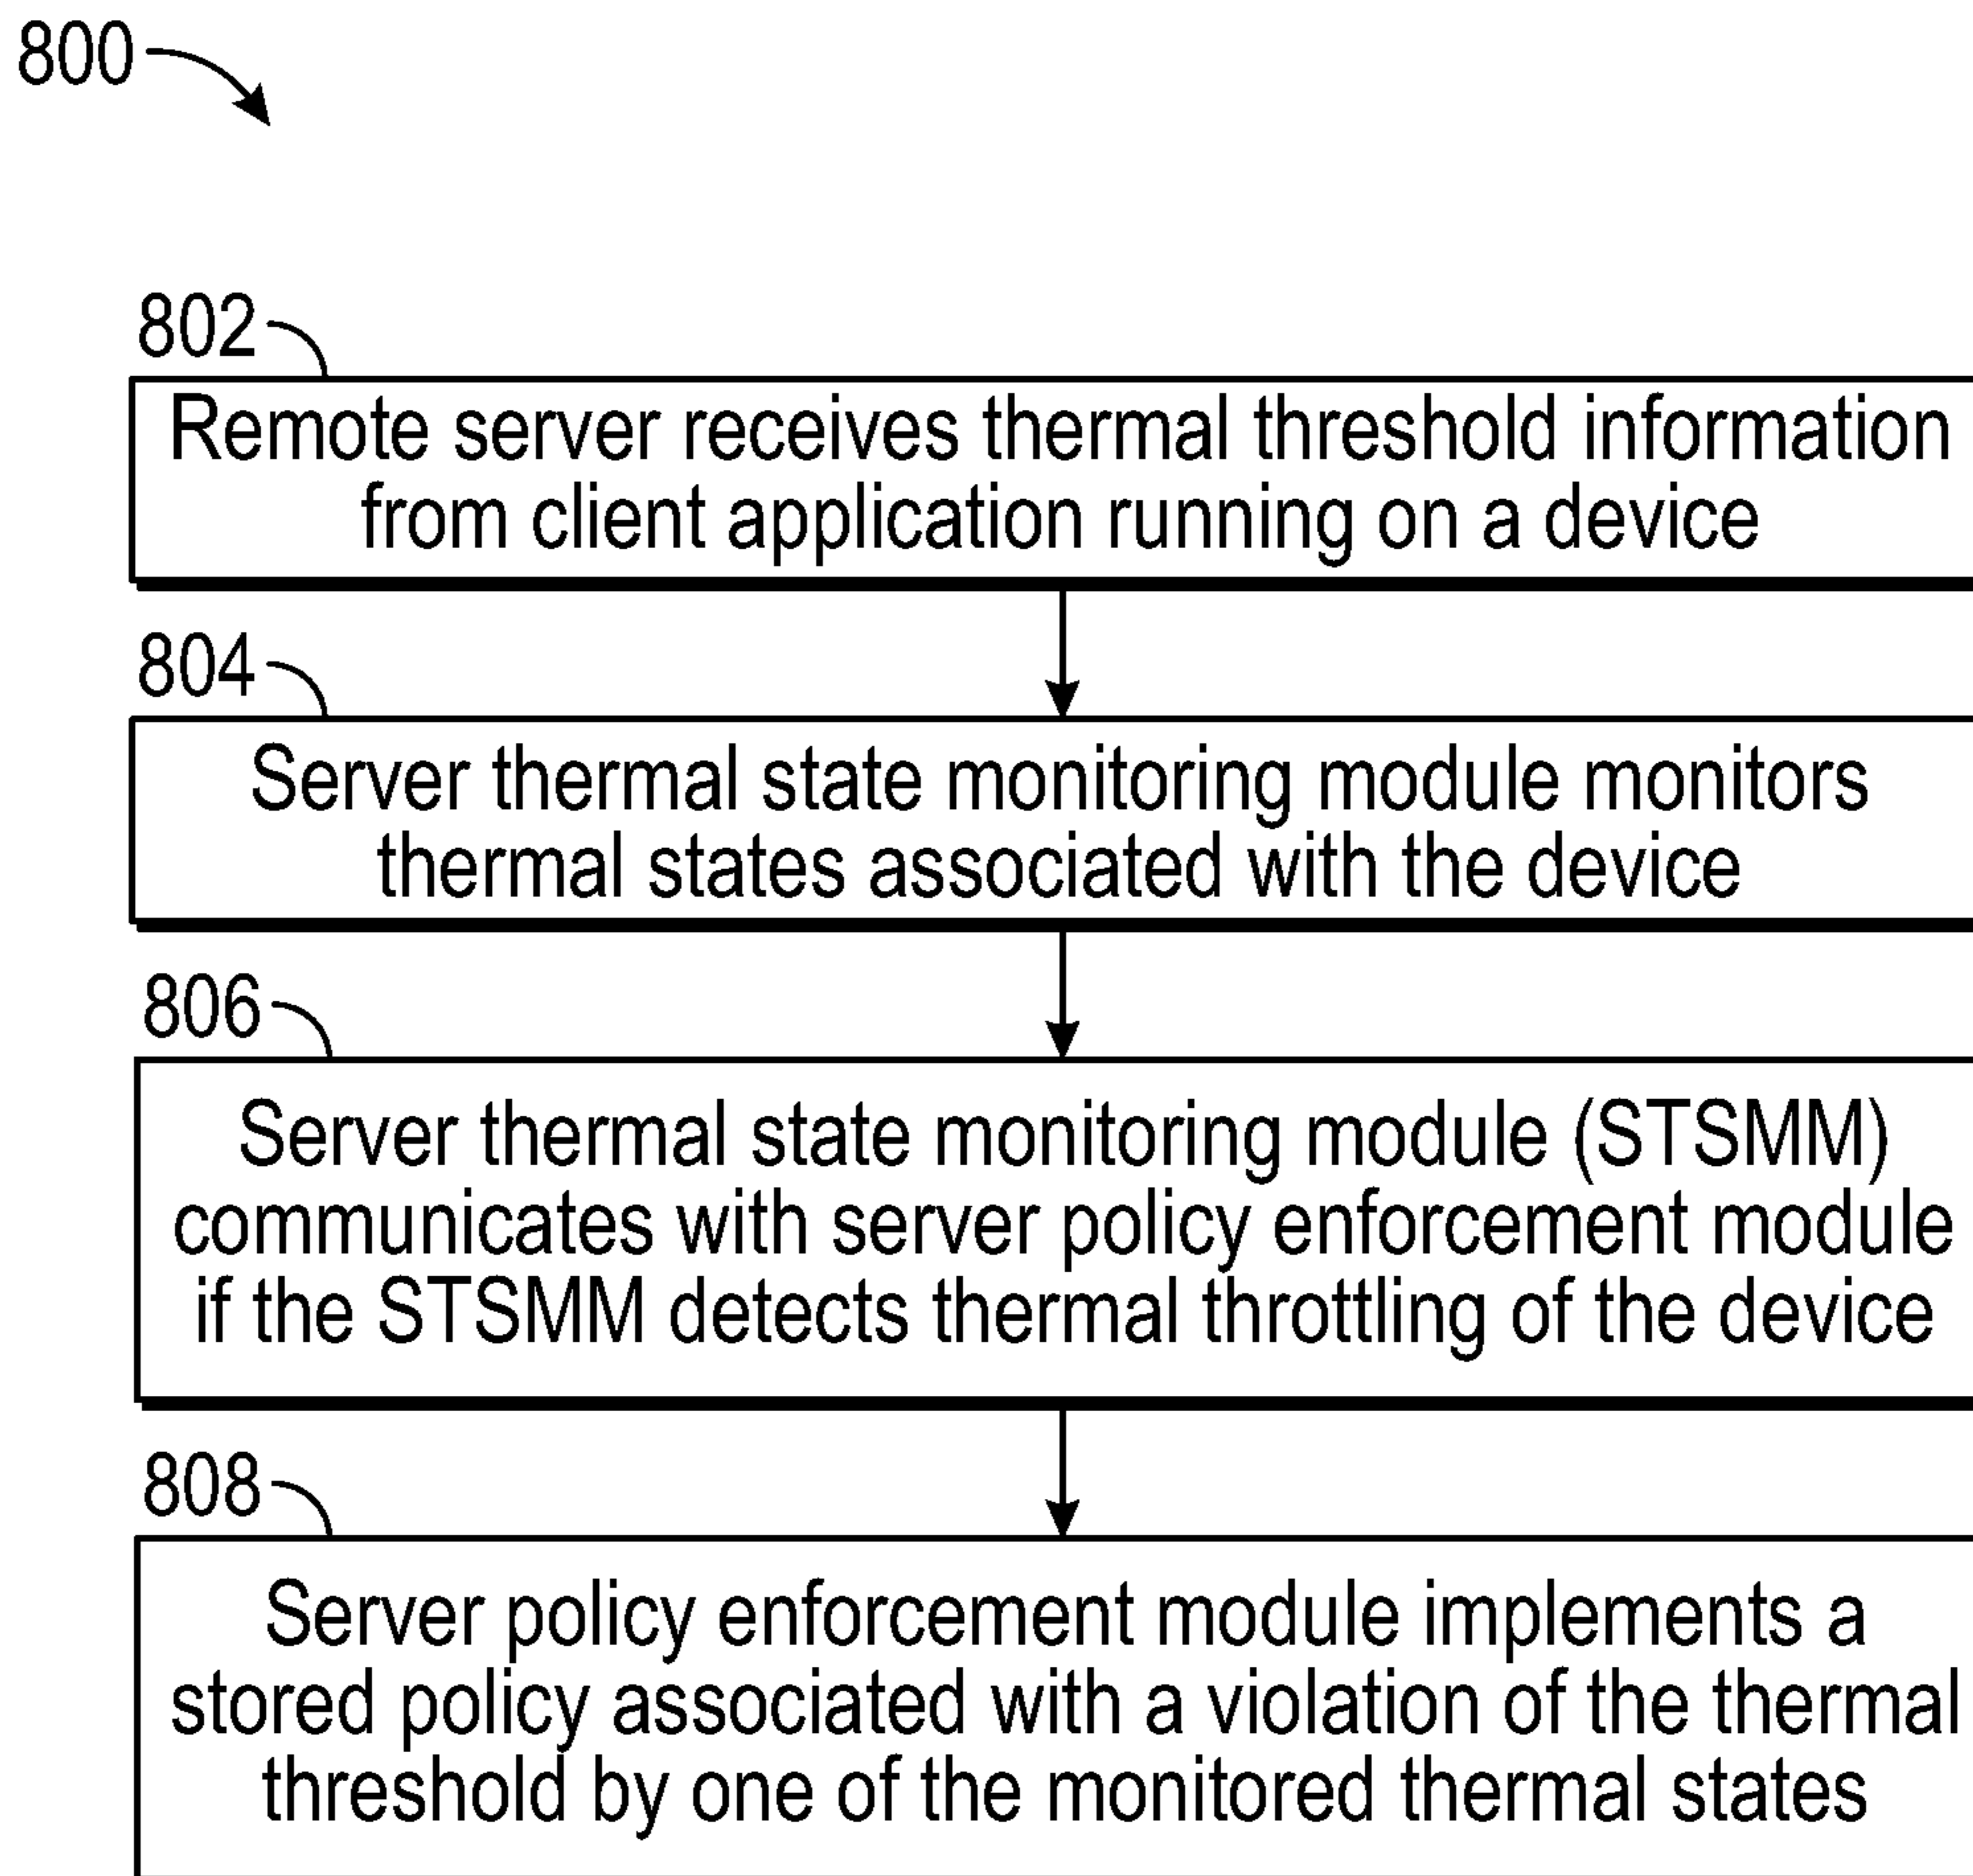 800
802
Remote server receives thermal threshold information
from client application running on a device
804
Server thermal state monitoring module monitors
thermal states associated with the device
806
Server thermal state monitoring module (STSMM)
communicates with server policy enforcement module
if the STSMM detects thermal throttling of the device
808
Server policy enforcement module implements a
stored policy associated with a violation of the thermal
threshold by one of the monitored thermal states